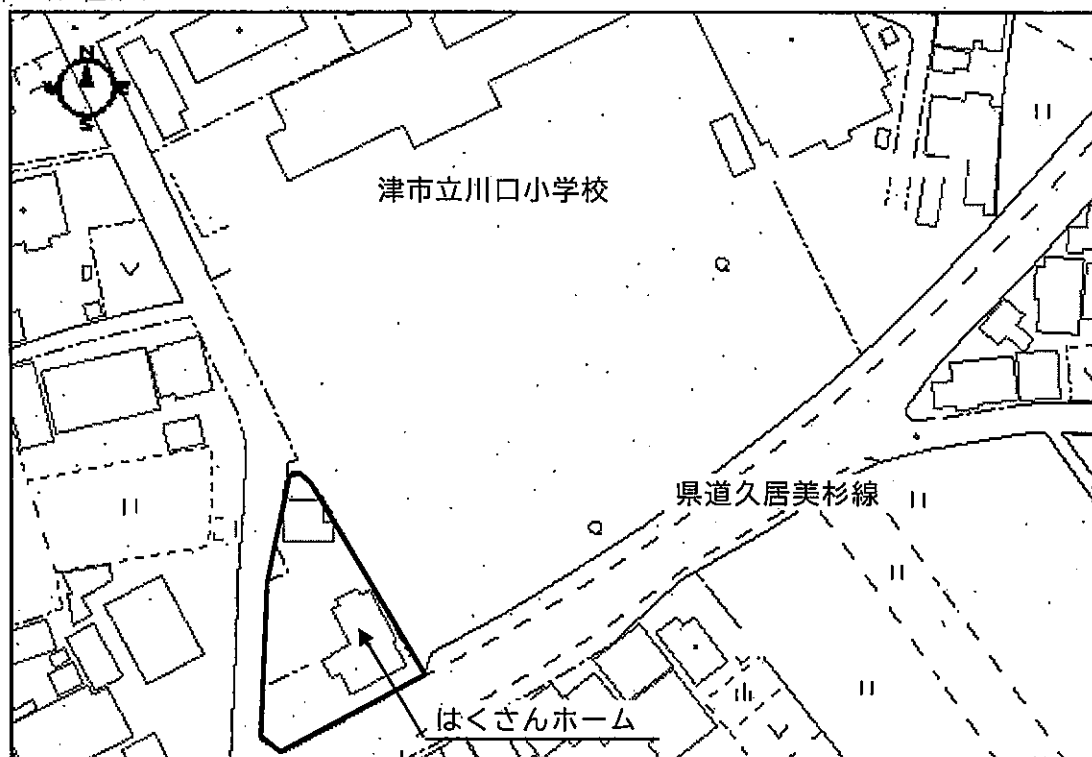 N
津市立川口小学校
県道久居美杉線
はくさんホーム